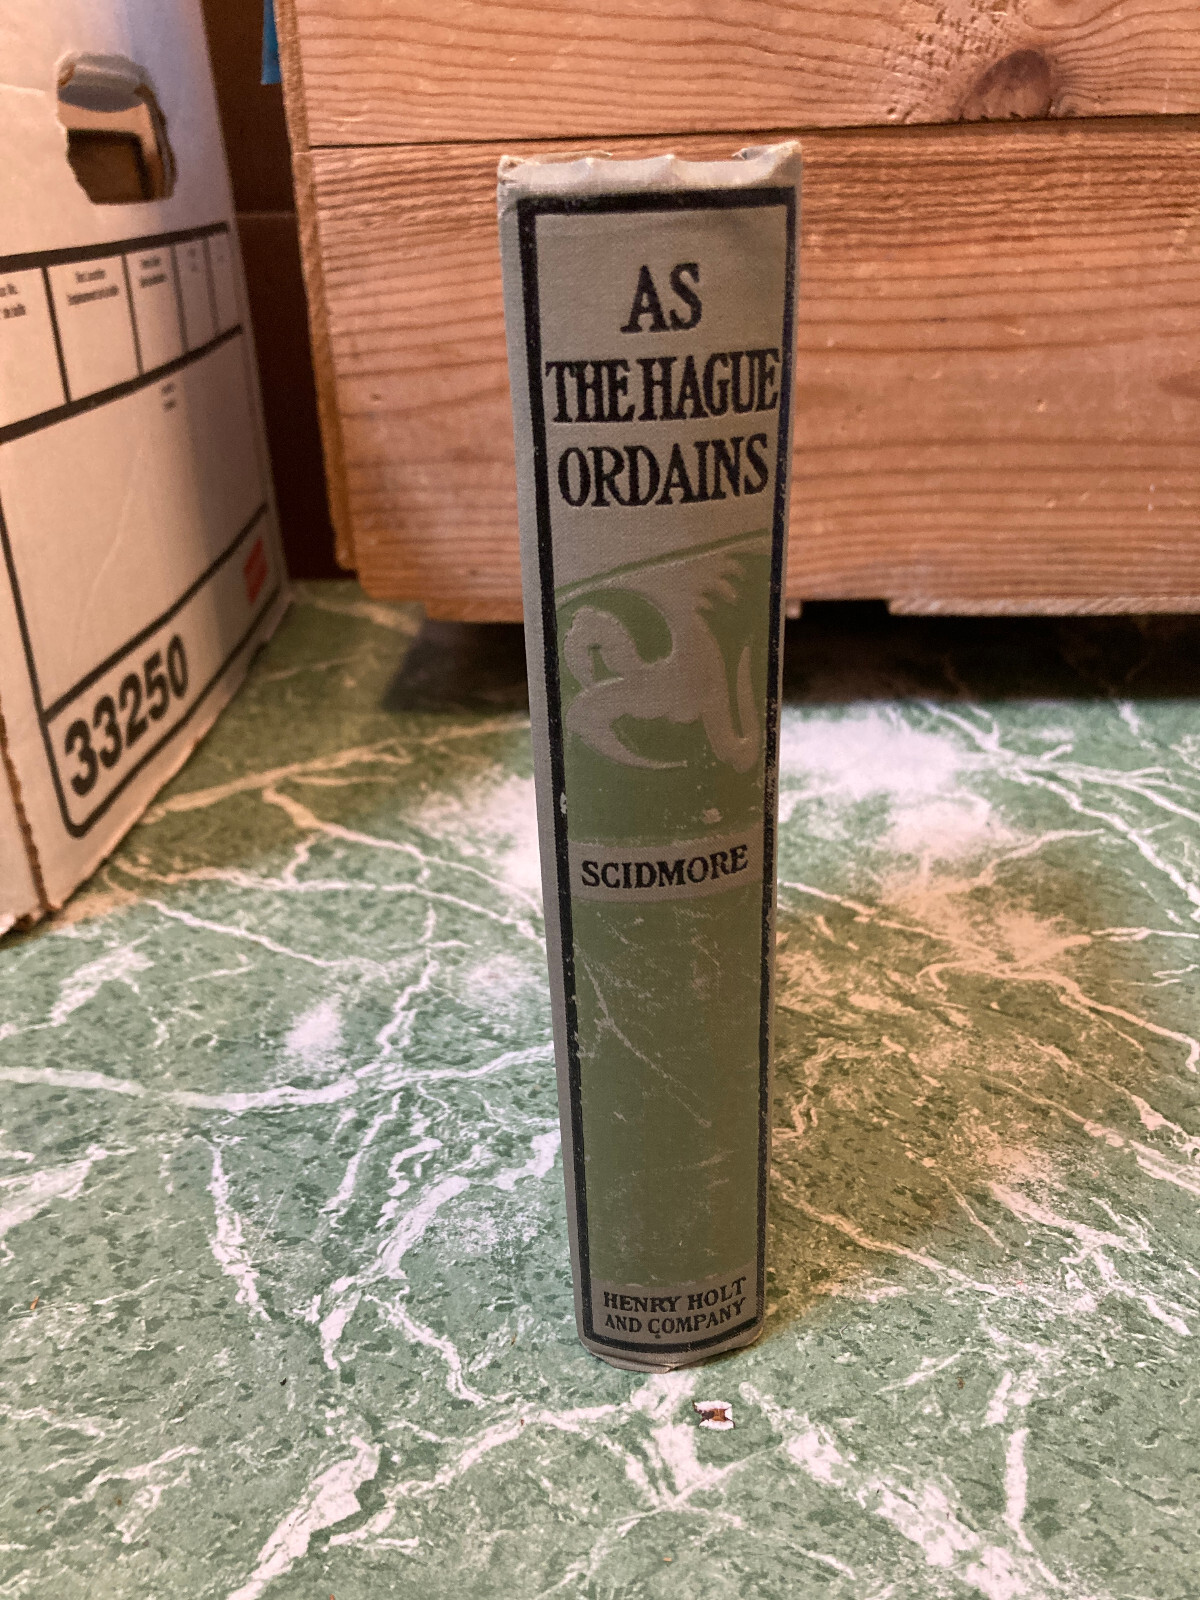 AS
THE HAGUE
ORDAINS
SCIDMORE
HENRY HOLT
AND COMPANY
33250